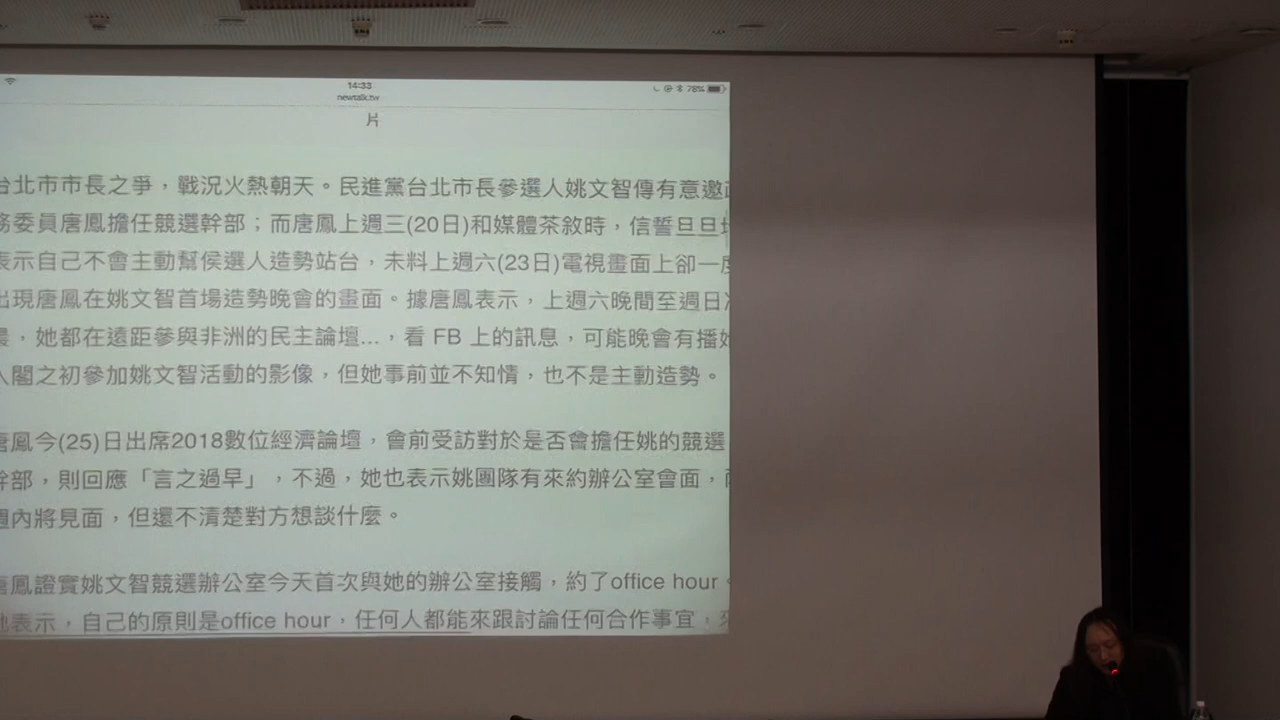 14:33
newtalk.tw
78%
片
台北市市長之爭，戰況火熱朝天。民進黨台北市長參選人姚文智傳有意邀
務委員唐鳳擔任競選幹部；而唐鳳上週三(20日)和媒體茶敘時，信誓旦旦
表示自己不會主動幫侯選人造勢站台，未料上週六(23日)電視畫面上卻一度
出現唐鳳在姚文智首場造勢晚會的畫面。據唐鳳表示，上週六晚間至週日
晨，她都在遠距參與非洲的民主論壇...，看 FB 上的訊息，可能晚會有播她
入閣之初參加姚文智活動的影像，但她事前並不知情，也不是主動造勢。
唐鳳今(25)日出席2018數位經濟論壇，會前受訪對於是否會擔任姚的競選
幹部，則回應「言之過早」，不過，她也表示姚團隊有來約辦公室會面，
週內將見面，但還不清楚對方想談什麼。
唐鳳證實姚文智競選辦公室今天首次與她的辦公室接觸，約了office hour。
她表示，自己的原則是office hour，任何人都能來跟討論任何合作事宜，